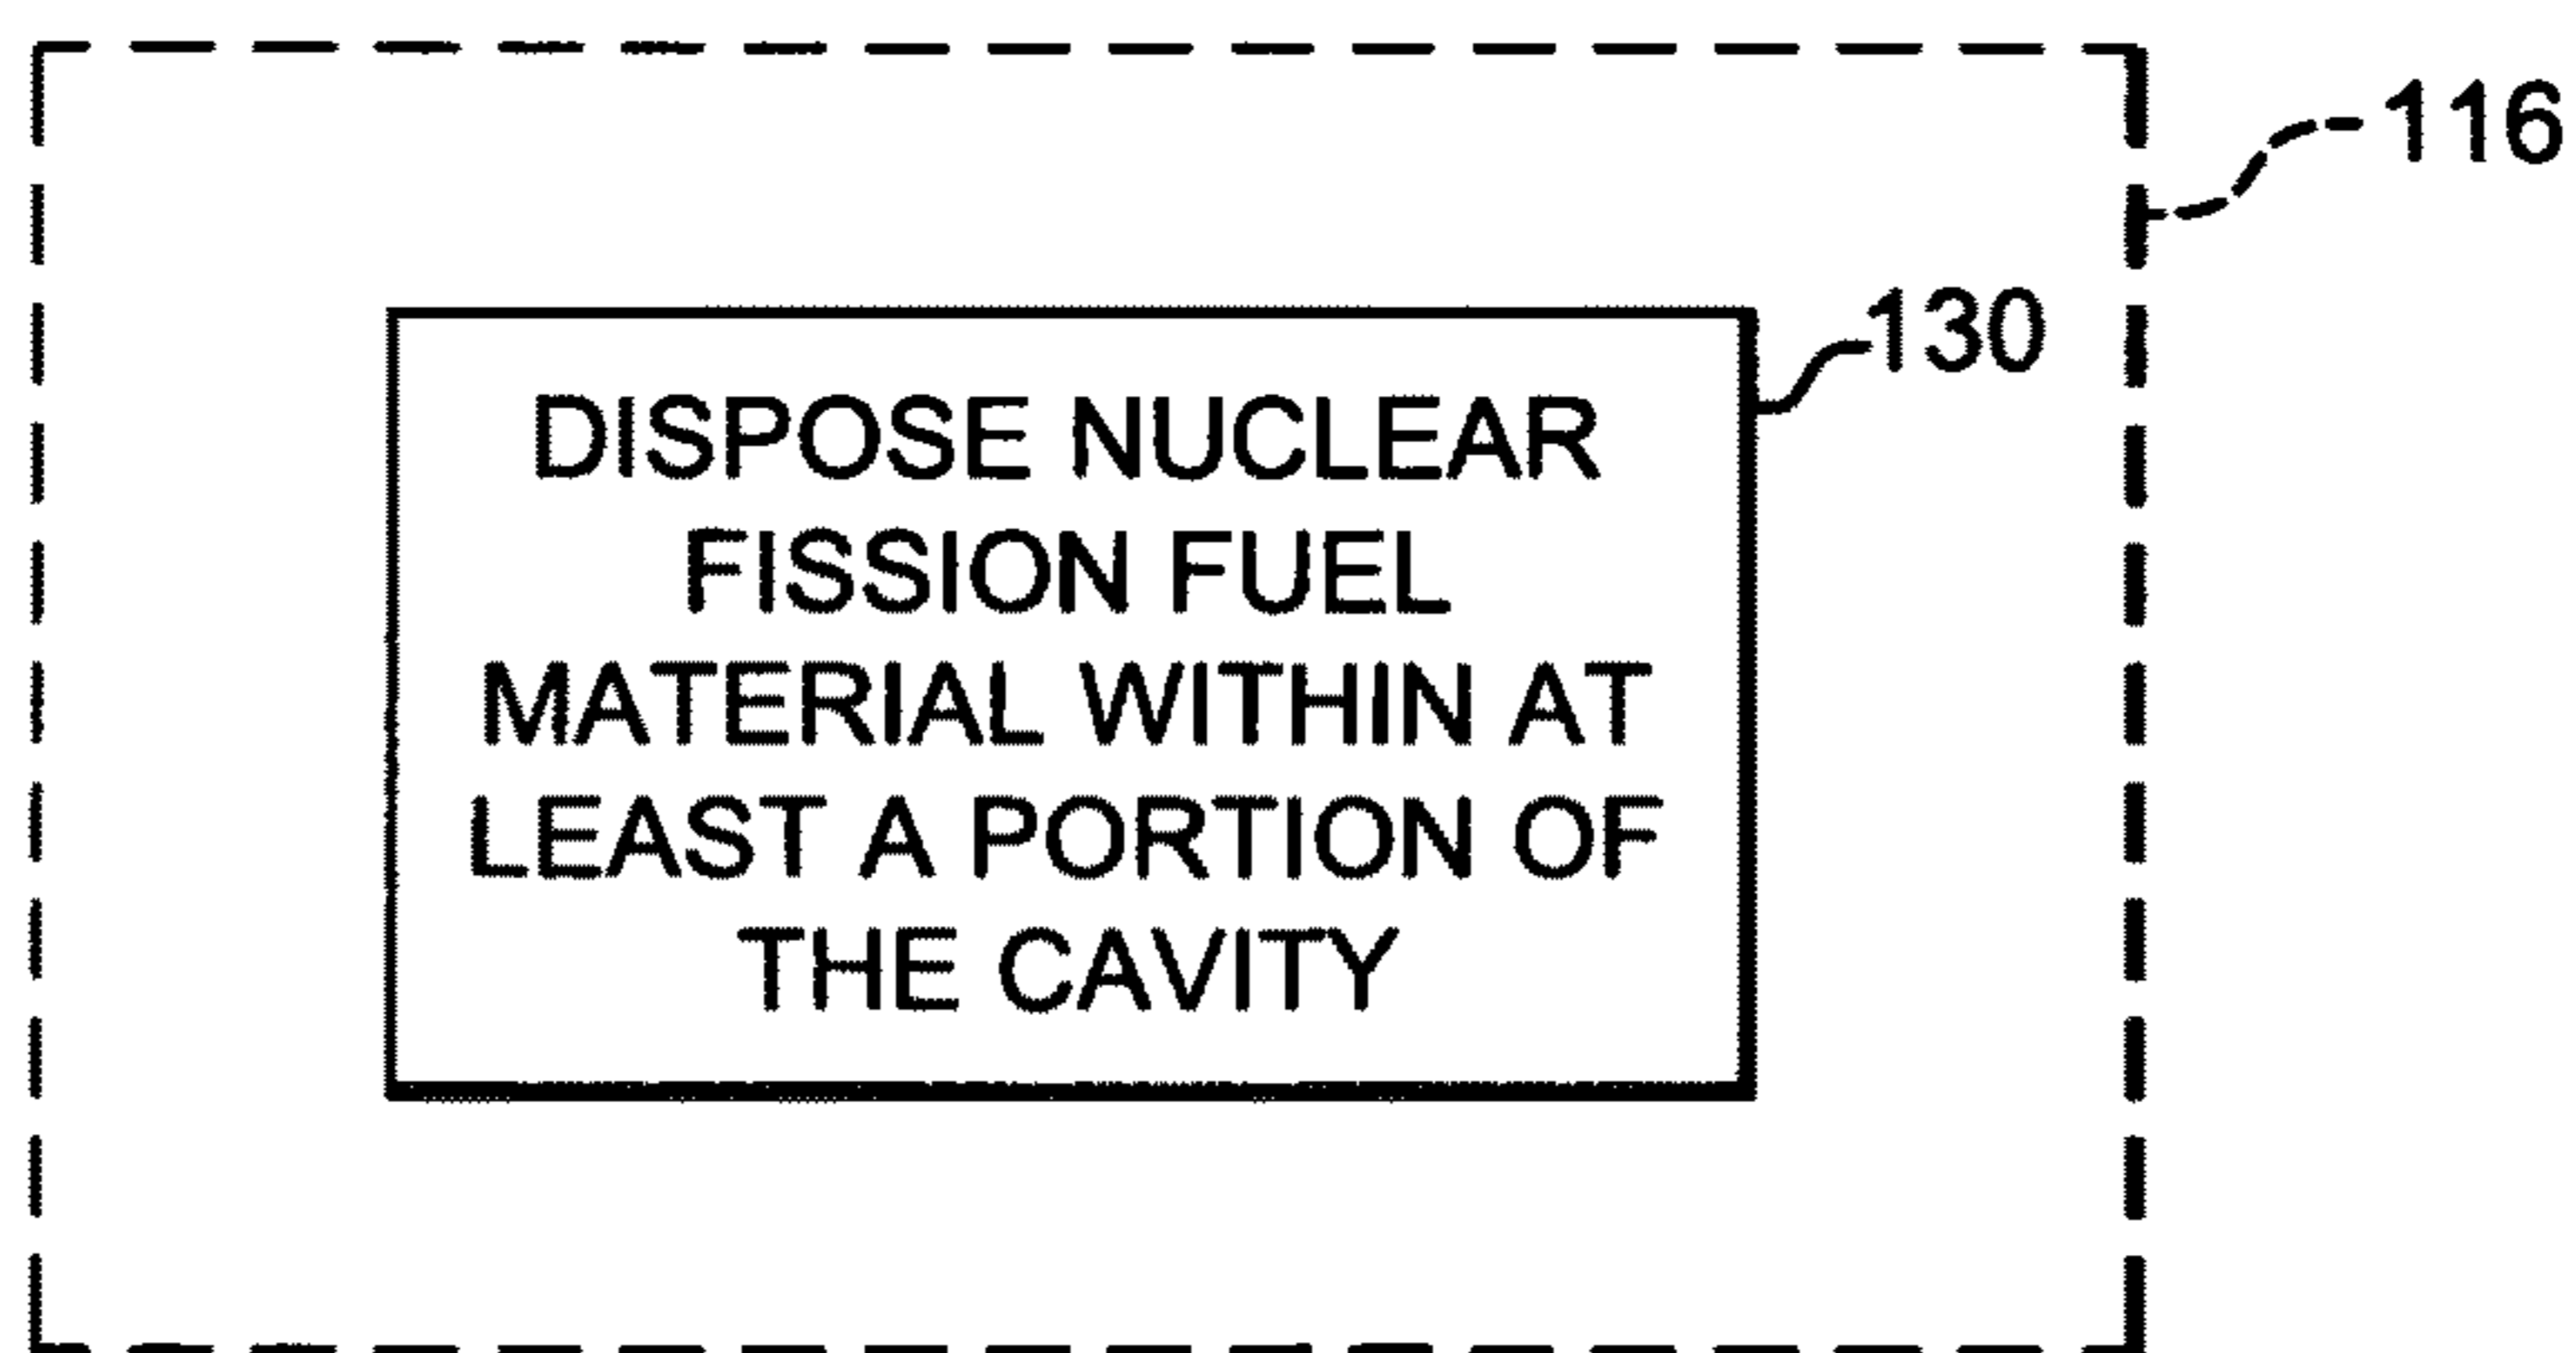 116
130
DISPOSE NUCLEAR
FISSION FUEL
MATERIAL WITHIN AT
LEAST A PORTION OF
THE CAVITY